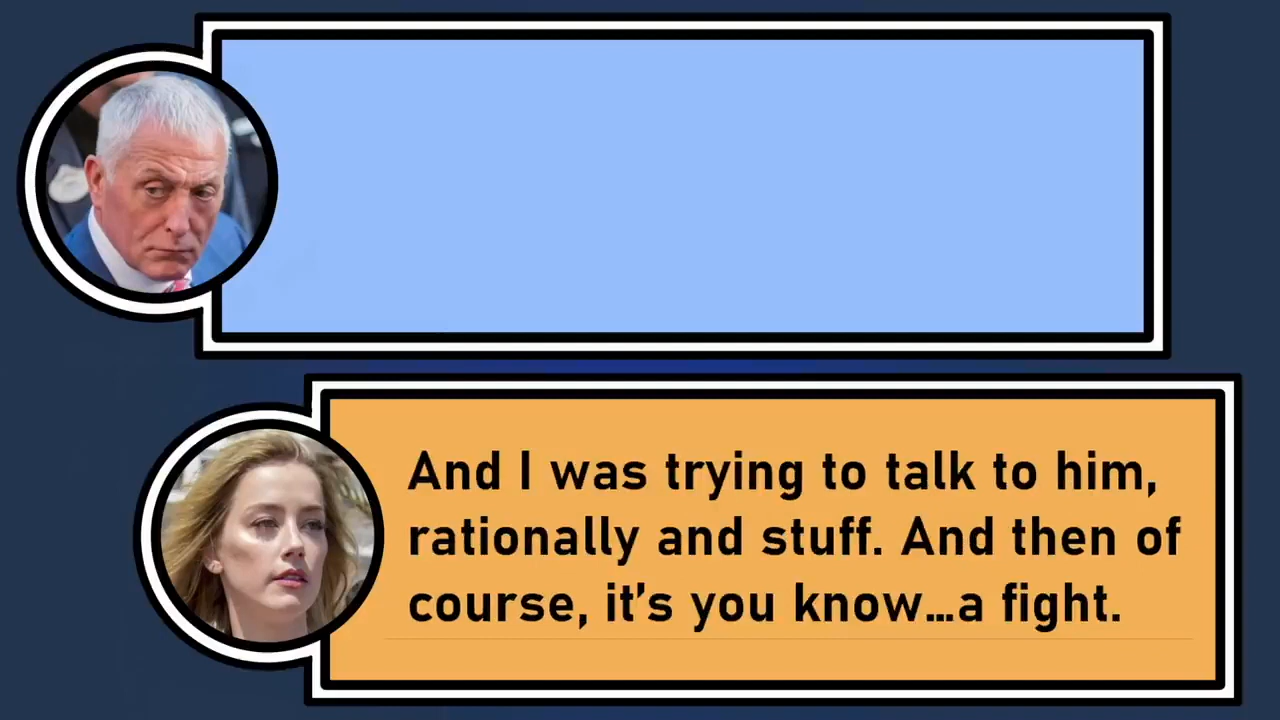 And I was trying to talk to him,
rationally and stuff. And then of
course, it's you know...a fight.